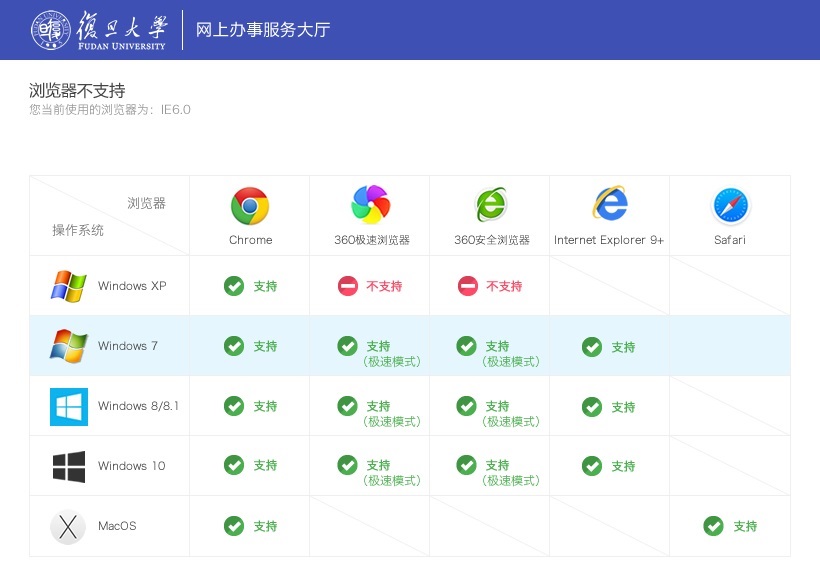 復旦大學
FUDAN UNIVERSITY
网上办事服务大厅
浏览器不支持
您当前使用的浏览器为：IE6.0
浏览器
操作系统
Chrome
360极速浏览器
360安全浏览器
Internet Explorer 9+
Safari
Windows XP
支持
不支持
不支持
Windows 7
支持
支持
（极速模式）
支持
（极速模式）
支持
Windows 8/8.1
支持
支持
（极速模式）
支持
（极速模式）
支持
Windows 10
支持
支持
（极速模式）
支持
（极速模式）
支持
MacOS
支持
支持